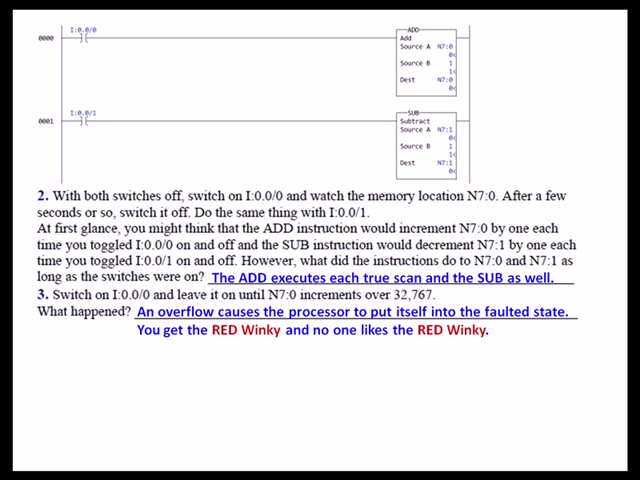 I:0.0/0
0000
ADD
Add
Source A N7:0
0<
Source B 1
1<
Dest N7:0
0<
I:0.0/1
0001
SUB
Subtract
Source A N7:1
0<
Source B 1
1<
Dest N7:1
0<
2. With both switches off, switch on I:0.0/0 and watch the memory location N7:0. After a few
seconds or so, switch it off. Do the same thing with I:0.0/1.
At first glance, you might think that the ADD instruction would increment N7:0 by one each
time you toggled I:0.0/0 on and off and the SUB instruction would decrement N7:1 by one each
time you toggled I:0.0/1 on and off. However, what did the instructions do to N7:0 and N7:1 as
long as the switches were on? The ADD executes each true scan and the SUB as well.
3. Switch on I:0.0/0 and leave it on until N7:0 increments over 32,767.
What happened? An overflow causes the processor to put itself into the faulted state.
You get the RED Winky and no one likes the RED Winky.